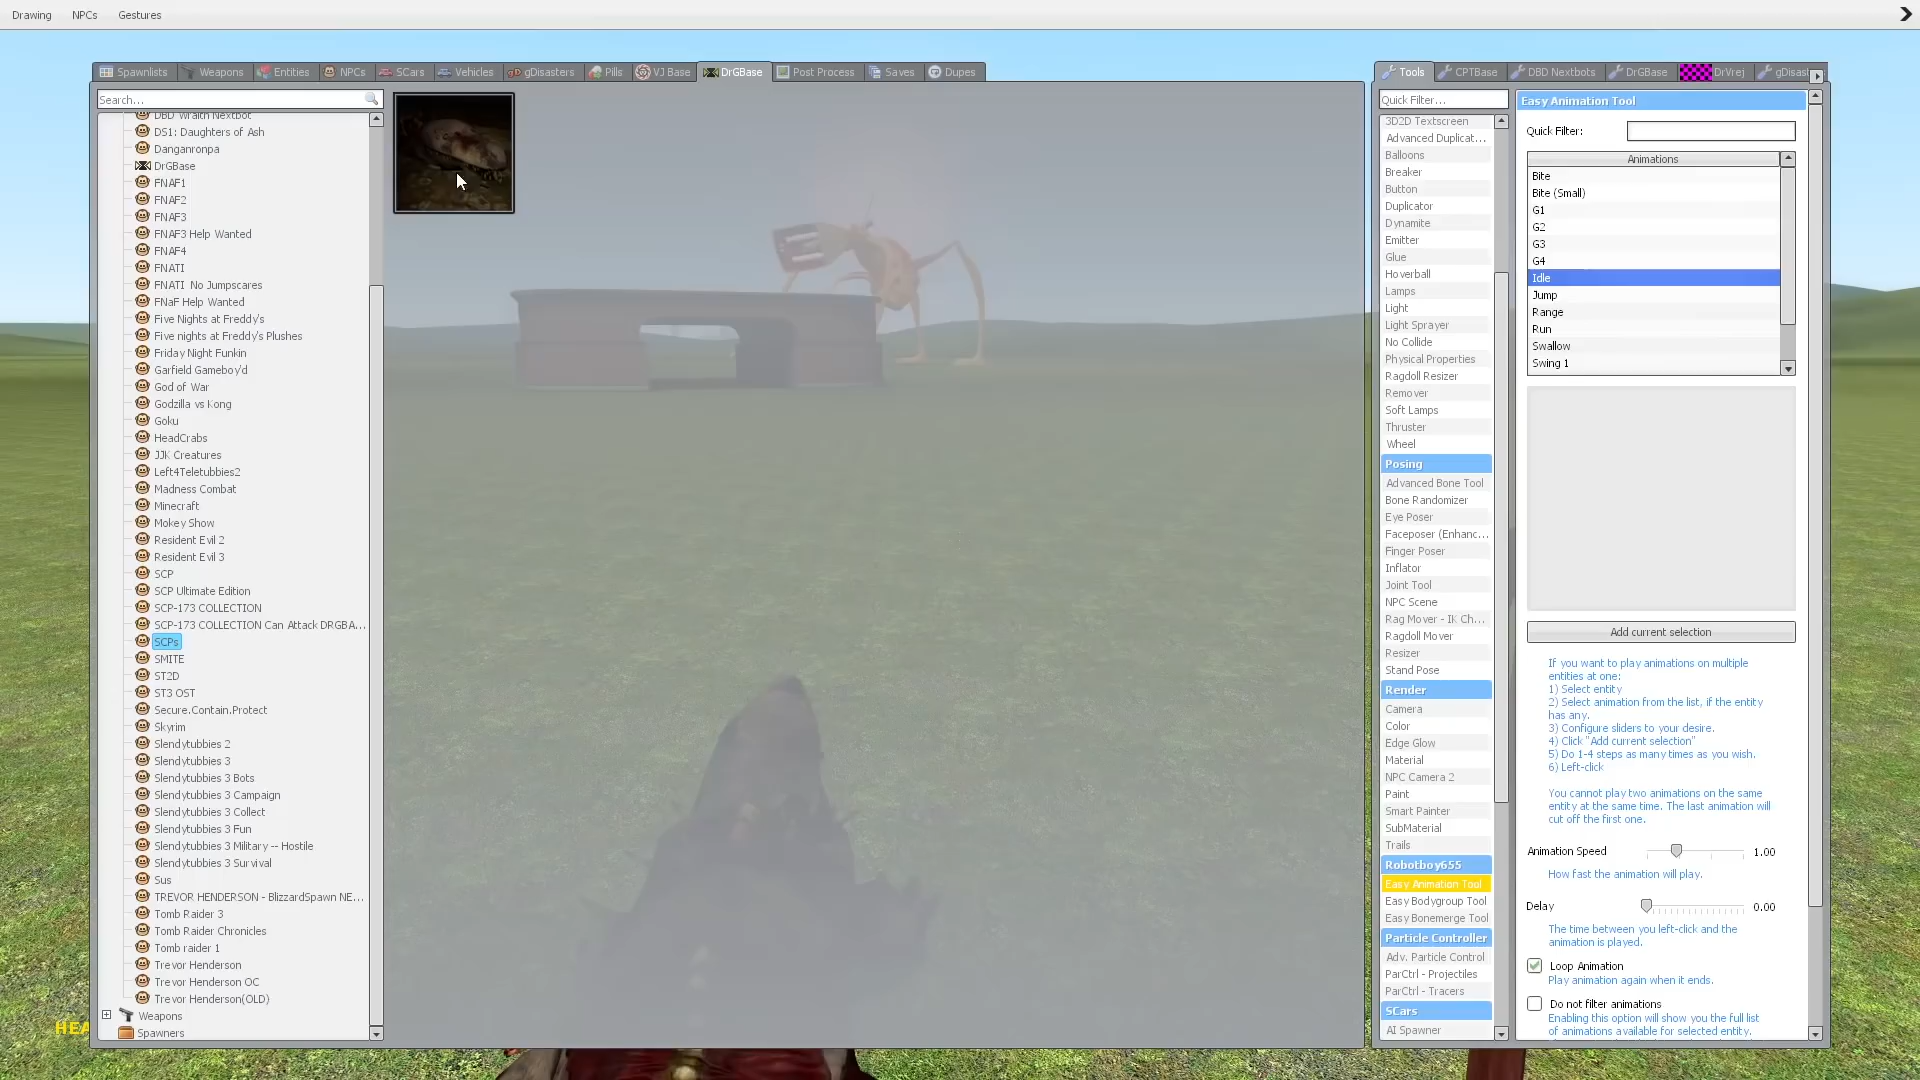 Drawing
NPCs
Gestures
Spawnlists
Weapons
Entities
NPCs
SCars
Vehicles
gDisasters
Pills
VJ Base
DrGBase
Post Process
Saves
Dupes
Search...
DBD Wraith Nextbot
DS1: Daughters of Ash
Danganronpa
DrGBase
FNAF1
FNAF2
FNAF3
FNAF3 Help Wanted
FNAF4
FNATI
FNATI No Jumpscares
FNaF Help Wanted
Five Nights at Freddy's
Five nights at Freddy's Plushes
Friday Night Funkin
Garfield Gameboy'd
God of War
Godzilla vs Kong
Goku
HeadCrabs
JJK Creatures
Left4Teletubbies2
Madness Combat
Minecraft
Mokey Show
Resident Evil 2
Resident Evil 3
SCP
SCP Ultimate Edition
SCP-173 COLLECTION
SCP-173 COLLECTION Can Attack DRGBA...
SCPs
SMITE
ST2D
ST3 OST
Secure.Contain.Protect
Skyrim
Slendytubbies 2
Slendytubbies 3
Slendytubbies 3 Bots
Slendytubbies 3 Campaign
Slendytubbies 3 Collect
Slendytubbies 3 Fun
Slendytubbies 3 Military -- Hostile
Slendytubbies 3 Survival
Sus
TREVOR HENDERSON - BlizzardSpawn NE...
Tomb Raider 3
Tomb Raider Chronicles
Tomb raider 1
Trevor Henderson
Trevor Henderson OC
Trevor Henderson(OLD)
Weapons
Spawners
HEA
Tools
CPTBase
DBD Nextbots
DrGBase
DrVrej
gDisast
Quick Filter...
3D2D Textscreen
Advanced Duplicat...
Balloons
Breaker
Button
Duplicator
Dynamite
Emitter
Glue
Hoverball
Lamps
Light
Light Sprayer
No Collide
Physical Properties
Ragdoll Resizer
Remover
Soft Lamps
Thruster
Wheel
Posing
Advanced Bone Tool
Bone Randomizer
Eye Poser
Faceposer (Enhanc...
Finger Poser
Inflator
Joint Tool
NPC Scene
Rag Mover - IK Ch...
Ragdoll Mover
Resizer
Stand Pose
Render
Camera
Color
Edge Glow
Material
NPC Camera 2
Paint
Smart Painter
SubMaterial
Trails
Robotboy655
Easy Animation Tool
Easy Bodygroup Tool
Easy Bonemerge Tool
Particle Controller
Adv. Particle Control
ParCtrl - Projectiles
ParCtrl - Tracers
SCars
AI Spawner
Easy Animation Tool
Quick Filter:
Animations
Bite
Bite (Small)
G1
G2
G3
G4
Idle
Jump
Range
Run
Swallow
Swing 1
Add current selection
If you want to play animations on multiple
entities at one:
1) Select entity
2) Select animation from the list, if the entity
has any.
3) Configure sliders to your desire.
4) Click "Add current selection"
5) Do 1-4 steps as many times as you wish.
6) Left-click
You cannot play two animations on the same
entity at the same time. The last animation will
cut off the first one.
Animation Speed
1.00
How fast the animation will play.
Delay
0.00
The time between you left-click and the
animation is played.
Loop Animation
Play animation again when it ends.
Do not filter animations
Enabling this option will show you the full list
of animations available for selected entity.